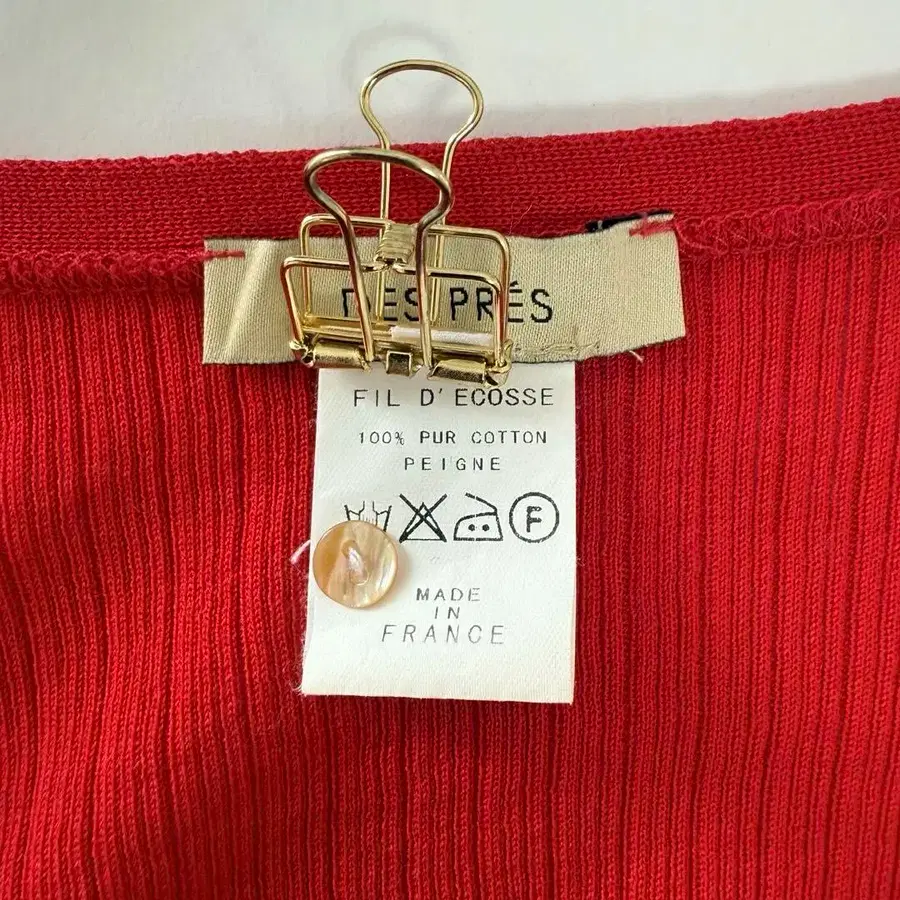 DES PRÉS
FIL D'ECOSSE
100% PUR COTTON
PEIGNE
F
MADE
IN
FRANCE